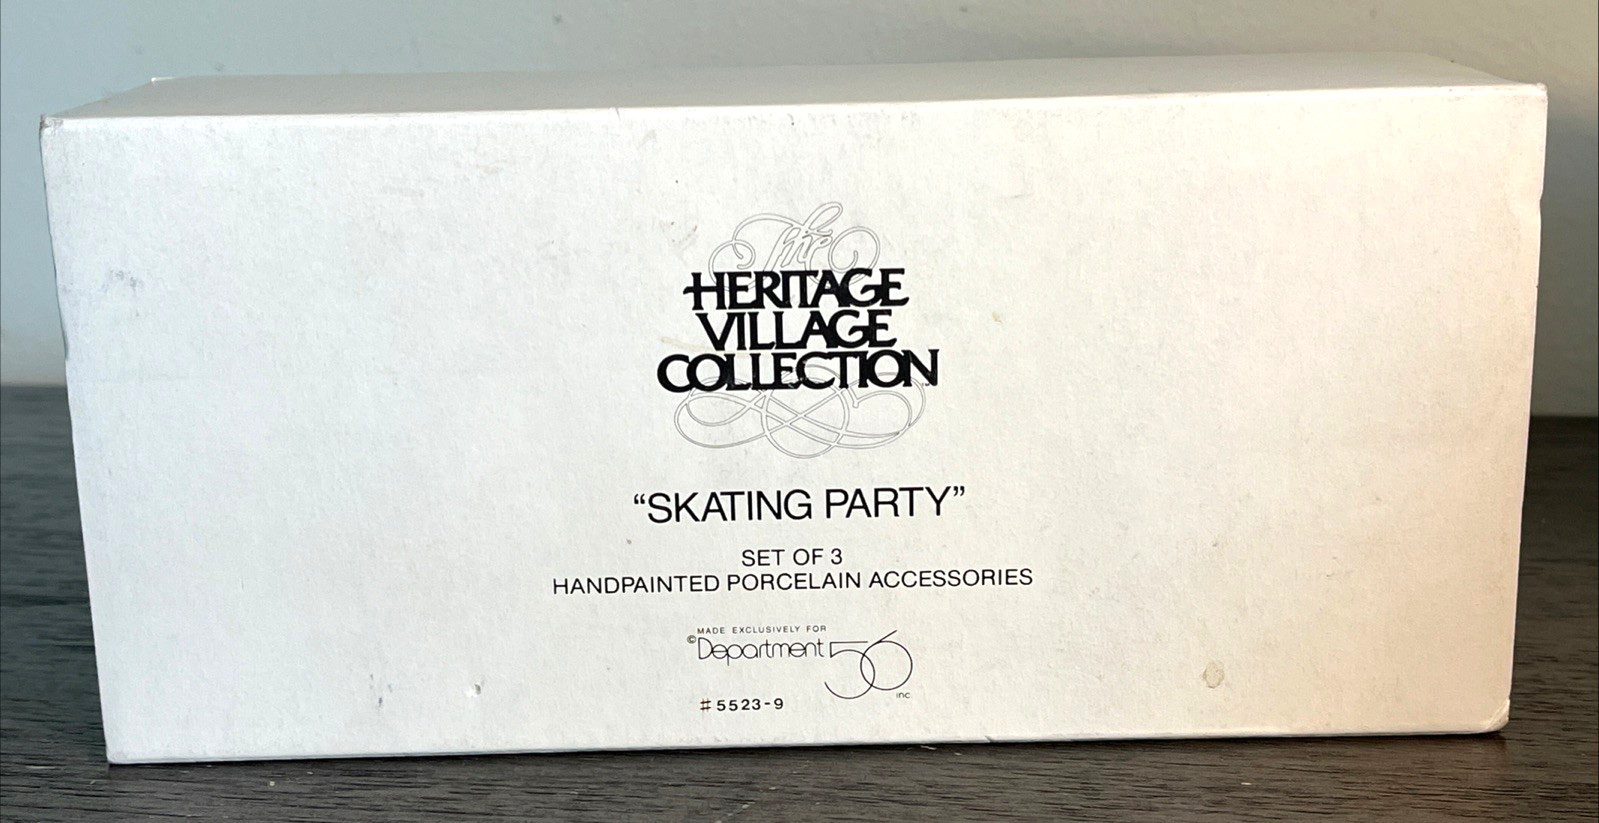 The
HERITAGE
VILLAGE
COLLECTION
“SKATING PARTY”
SET OF 3
HANDPAINTED PORCELAIN ACCESSORIES
MADE EXCLUSIVELY FOR
©Department 56 inc.
#5523-9